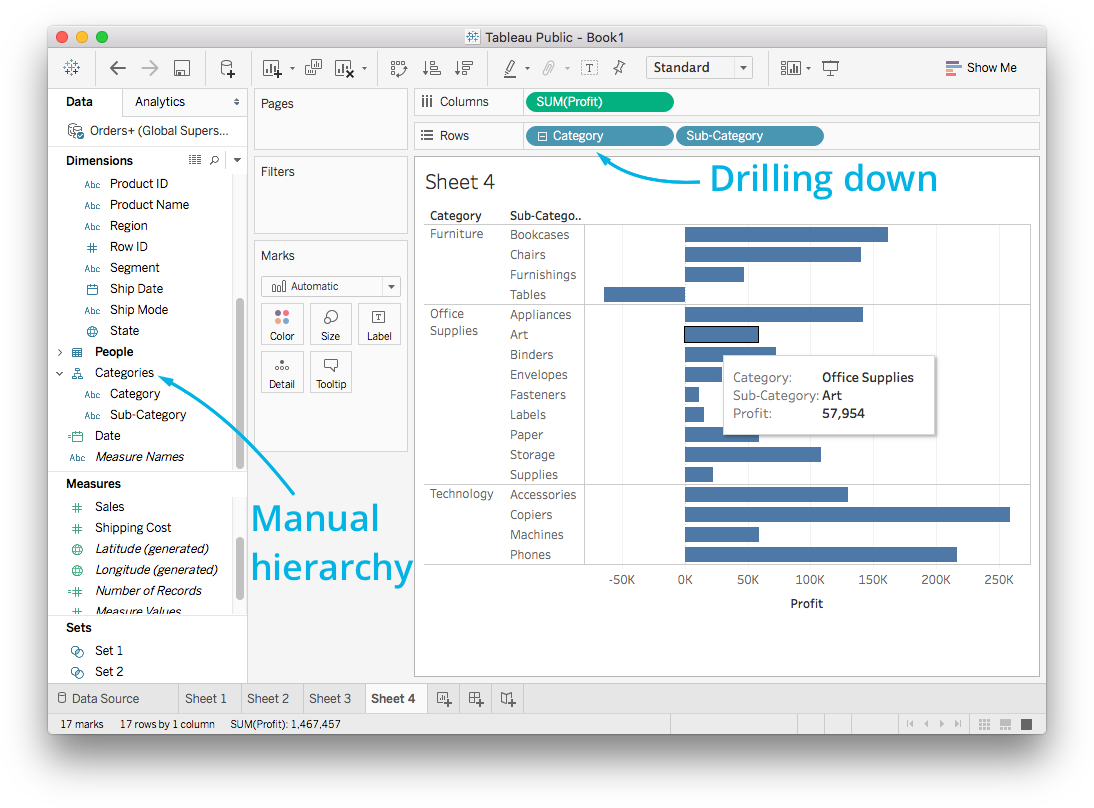 Tableau Public - Book1
Standard
Show Me
Data
Analytics
Orders+ (Global Supers...
Dimensions
Abc Product ID
Abc Product Name
Abc Region
Row ID
Abc Segment
Ship Date
Abc Ship Mode
State
People
Categories
Abc Category
Abc Sub-Category
Date
Abc Measure Names
Measures
Sales
Shipping Cost
Latitude (generated)
Longitude (generated)
Number of Records
Measure Values
Sets
Set 1
Set 2
Pages
Filters
Marks
Automatic
Color Size Label
Detail Tooltip
Manual
hierarchy
Columns SUM(Profit)
Rows Category Sub-Category
Drilling down
Sheet 4
Category Sub-Catego..
Furniture Bookcases
Chairs
Furnishings
Tables
Office
Supplies
Appliances
Art
Binders
Envelopes
Fasteners
Labels
Paper
Storage
Supplies
Technology Accessories
Copiers
Machines
Phones
Category: Office Supplies
Sub-Category: Art
Profit: 57,954
-50K 0K 50K 100K 150K 200K 250K
Profit
Data Source Sheet 1 Sheet 2 Sheet 3 Sheet 4
17 marks 17 rows by 1 column SUM(Profit): 1,467,457